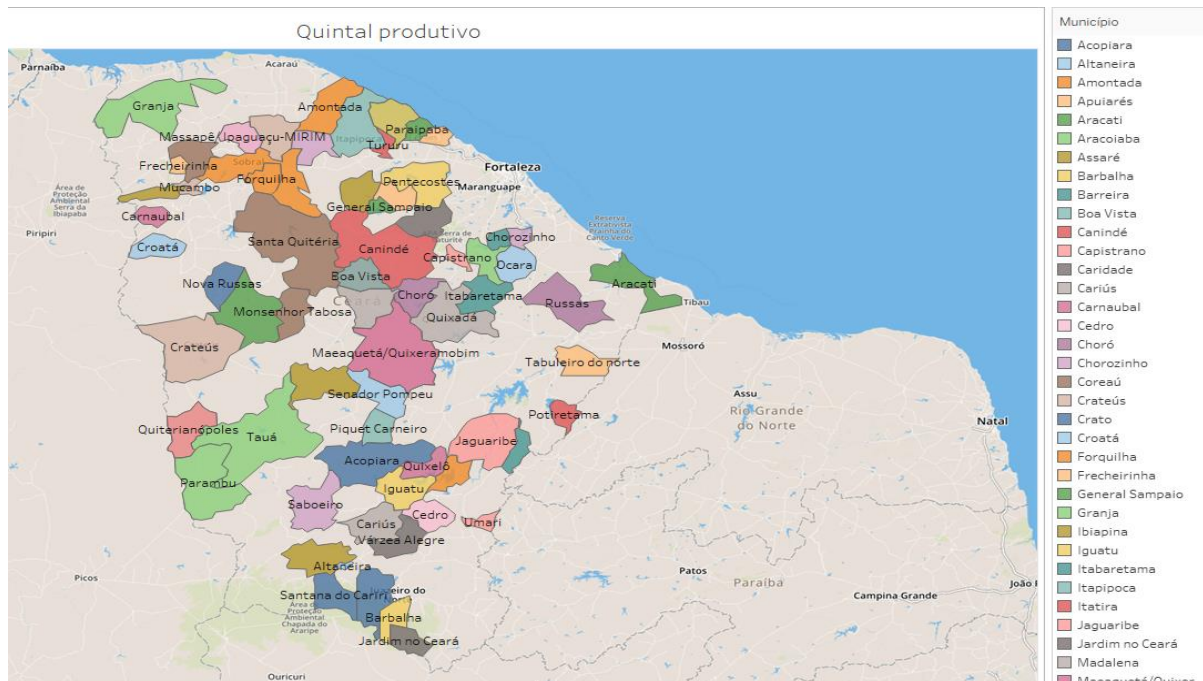 Quintal produtivo
Parnaíba
Acaraú
Granja
Amontada
Massapê/Ipaguaçu-MIRIM
Itapipora
Paraipaba
Tururu
Frecheirinha
Sobral
Forquilha
Mucambo
Pentecostes
Fortaleza
Maranguape
General Sampaio
Área de
Proteção
Ambiental
Serra da
Ibiapaba
Carnaubal
Piripiri
Croatá
Santa Quitéria
Canindé
Capistrano
Chorozinho
Ocara
Reserva
Extrativista
Prainha do
Canto Verde
Boa Vista
Nova Russas
Ceará
Choró
Itabaretama
Russas
Aracati
Tibau
Monsenhor Tabosa
Quixadá
Crateús
Maeaquetá/Quixeramobim
Mossoró
Tabuleiro do norte
Senador Pompeu
Assu
Rio Grande
do Norte
Natal
Potiretama
Quiterianópoles
Tauá
Piquet Carneiro
Jaguaribe
Acopiara
Quixelô
Parambu
Iguatu
Saboeiro
Cariús
Cedro
Umari
Várzea Alegre
Altaneira
Picos
Patos
Paraíba
João
Campina Grande
Santana do Cariri
Barbalha
Área de
Proteção
Ambiental
Chapada do
Araripe
Jardim no Ceará
Ouricuri
Município
Acopiara
Altaneira
Amontada
Apuiarés
Aracati
Aracoiaba
Assaré
Barbalha
Barreira
Boa Vista
Canindé
Capistrano
Caridade
Cariús
Carnaubal
Cedro
Choró
Chorozinho
Coreaú
Crateús
Crato
Croatá
Forquilha
Frecheirinha
General Sampaio
Granja
Ibiapina
Iguatu
Itabaretama
Itapipoca
Itatira
Jaguaribe
Jardim no Ceará
Madalena
Maeaquetá/Quixer